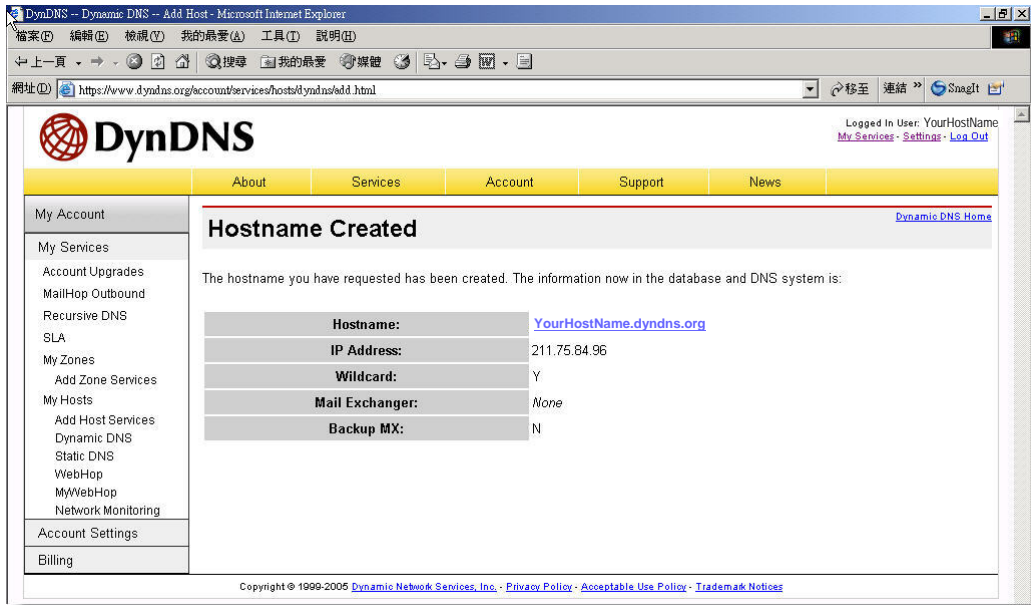 DynDNS -- Dynamic DNS -- Add Host - Microsoft Internet Explorer
檔案(F) 編輯(E) 檢視(V) 我的最愛(A) 工具(T) 說明(H)
上一頁 搜尋 我的最愛 媒體
網址(D) https://www.dyndns.org/account/services/hosts/dyndns/add.html 移至 連結 » SnagIt
DynDNS
Logged In User: YourHostName
My Services - Settings - Log Out
About Services Account Support News
My Account
My Services
Account Upgrades
MailHop Outbound
Recursive DNS
SLA
My Zones
Add Zone Services
My Hosts
Add Host Services
Dynamic DNS
Static DNS
WebHop
MyWebHop
Network Monitoring
Account Settings
Billing
Dynamic DNS Home
Hostname Created
The hostname you have requested has been created. The information now in the database and DNS system is:
Hostname: YourHostName.dyndns.org
IP Address: 211.75.84.96
Wildcard: Y
Mail Exchanger: None
Backup MX: N
Copyright © 1999-2005 Dynamic Network Services, Inc. - Privacy Policy - Acceptable Use Policy - Trademark Notices